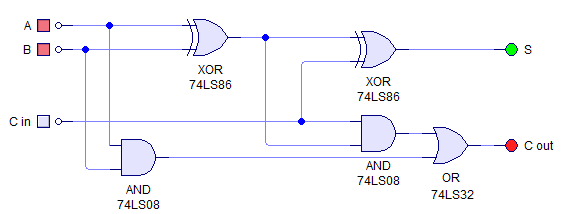 A
B
C in
XOR
74LS86
XOR
74LS86
S
AND
74LS08
AND
74LS08
OR
74LS32
C out